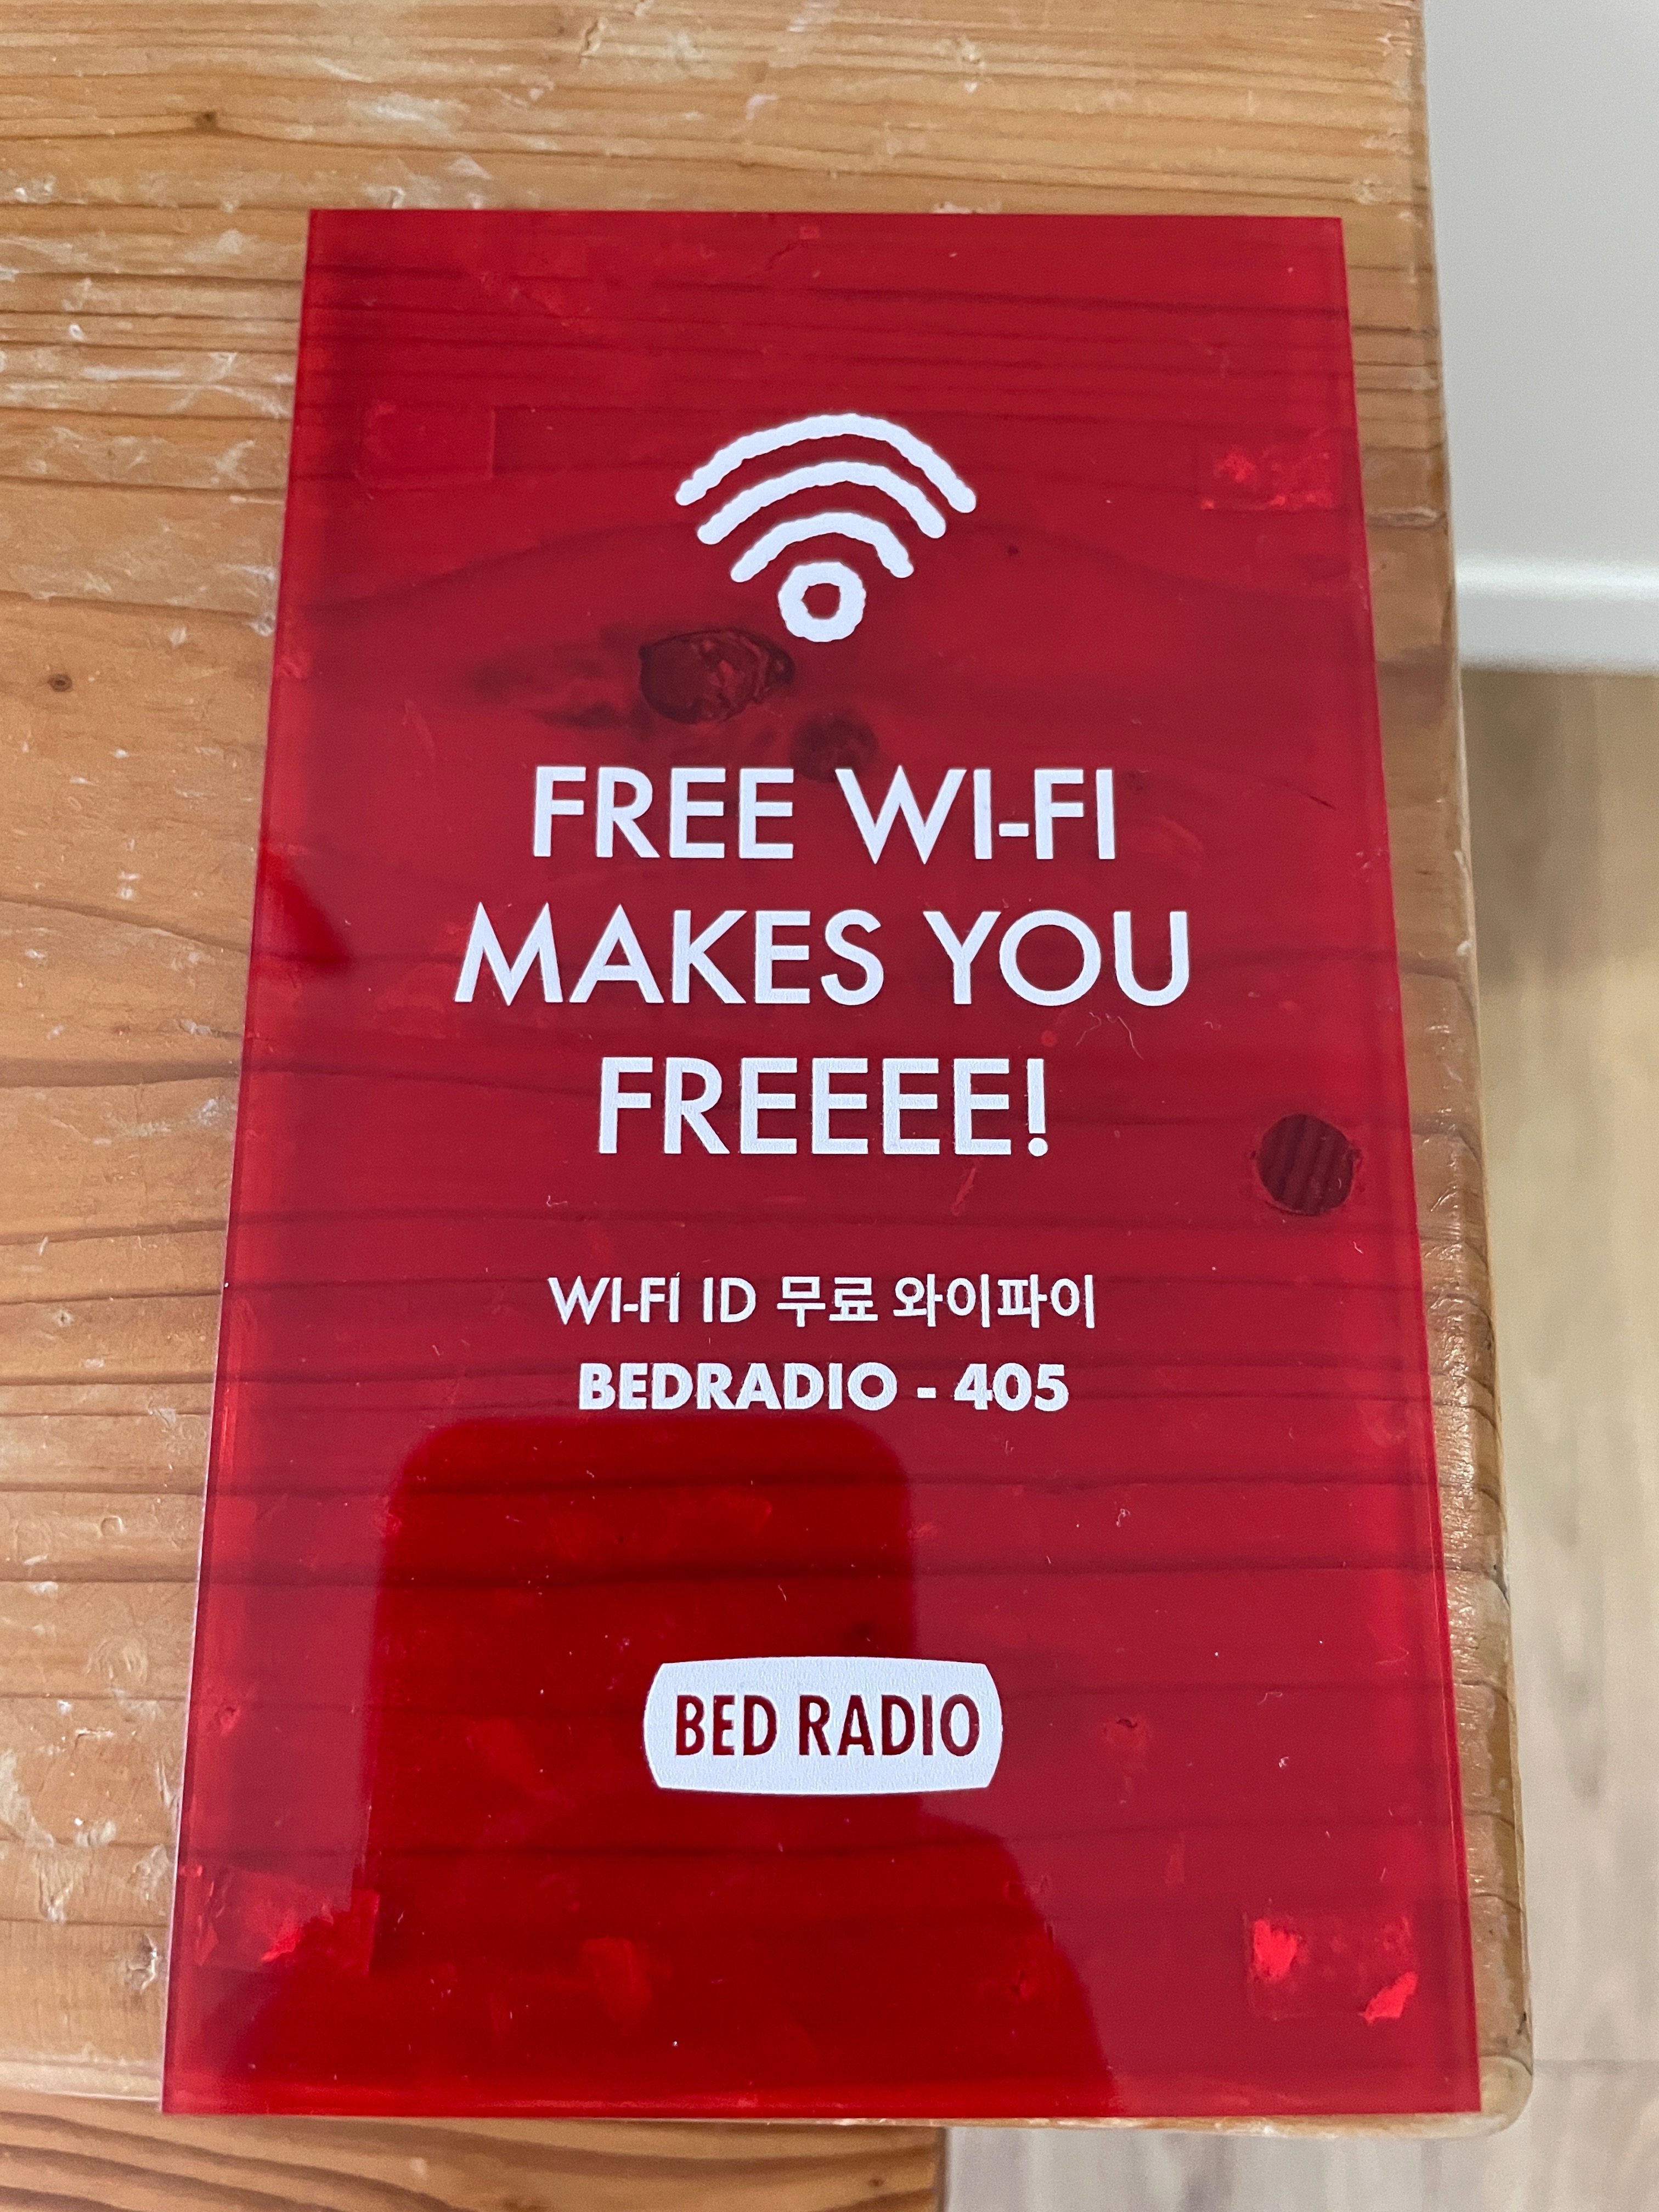 FREE WI-FI
MAKES YOU
FREEEE!
WI-FI ID 무료 와이파이
BEDRADIO - 405
BED RADIO